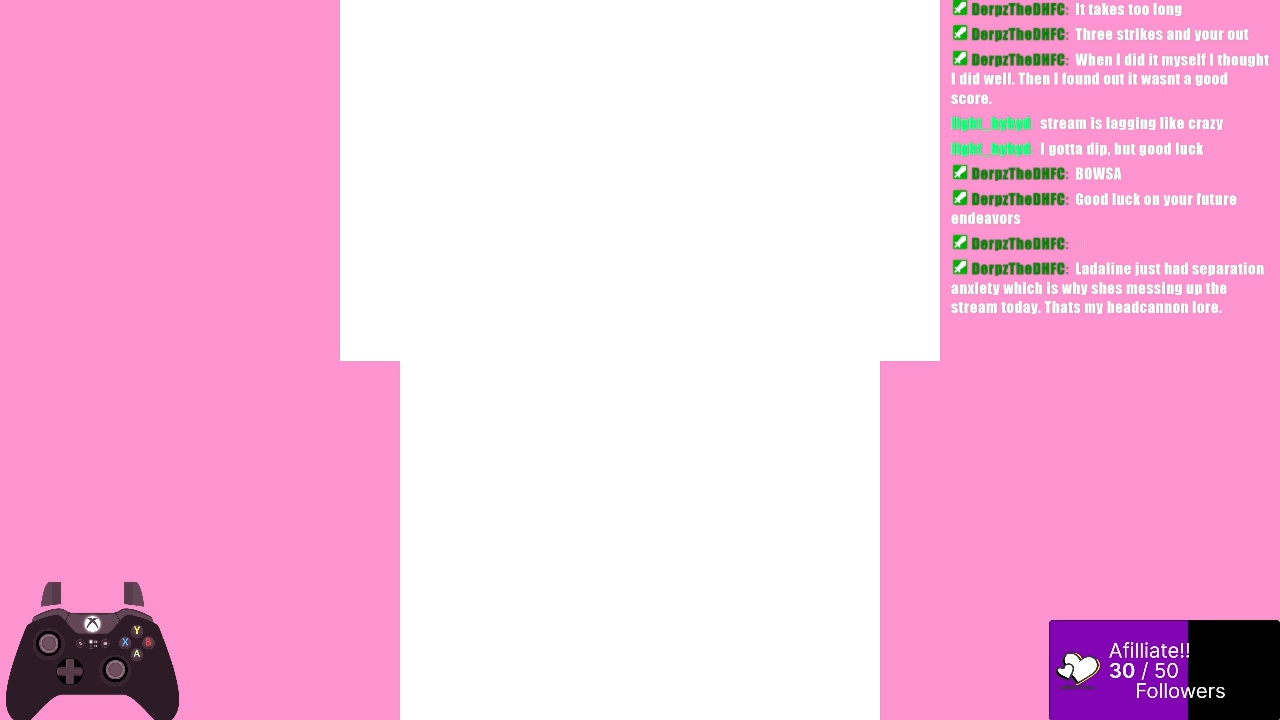 DerpzTheDHFC: It takes too long
DerpzTheDHFC: Three strikes and your out
DerpzTheDHFC: When I did it myself I thought
I did well. Then I found out it wasnt a good
score.
light_hyhyd stream is lagging like crazy
light_hyhyd I gotta dip, but good luck
DerpzTheDHFC: BOWSA
DerpzTheDHFC: Good luck on your future
endeavors
DerpzTheDHFC:
DerpzTheDHFC: Ladaline just had separation
anxiety which is why shes messing up the
stream today. Thats my headcannon lore.
Y
X B
A
Afilliate!!
30 / 50
Followers